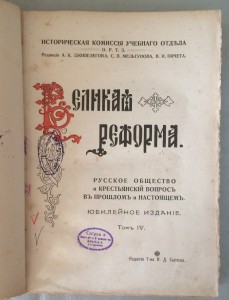 ИСТОРИЧЕСКАЯ КОМИССІЯ УЧЕБНАГО ОТДѢЛА
О. Р. Т. З.
Редакція А. К. ДЖИВЕЛЕГОВА, С. П. МЕЛЬГУНОВА, В. И. ПИЧЕТА.
ВЕЛИКАЯ
РЕФОРМА.
РУССКОЕ ОБЩЕСТВО
и КРЕСТЬЯНСКІЙ ВОПРОСЪ
ВЪ ПРОШЛОМЪ и НАСТОЯЩЕМЪ.
ЮБИЛЕЙНОЕ ИЗДАНІЕ.
Томъ IV.
Изданіе Т-ва И. Д. Сытина.